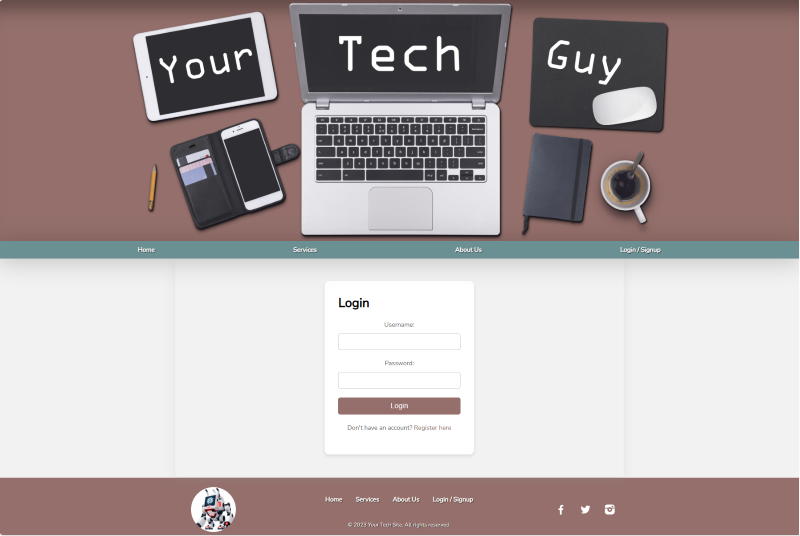 Your Tech Guy
Home Services About Us Login / Signup
Login
Username:
Password:
Login
Don't have an account? Register here
Home Services About Us Login / Signup
© 2023 Your Tech Site. All rights reserved.